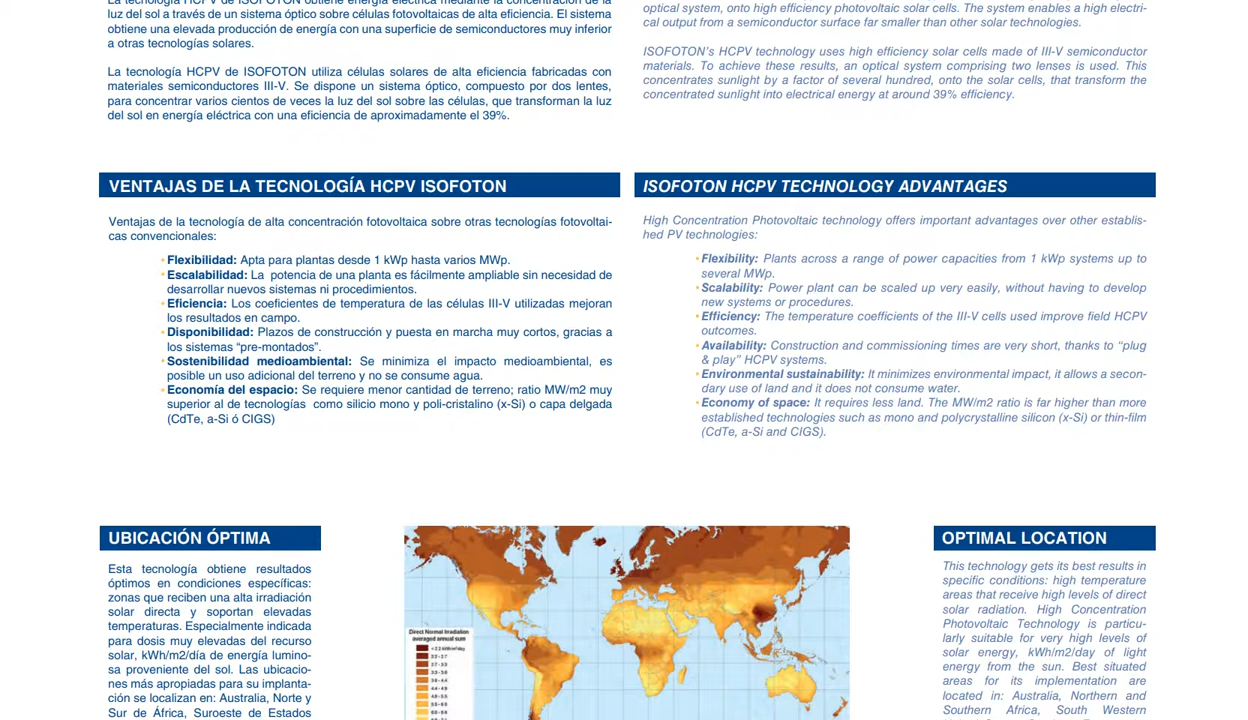 La tecnología HCPV de ISOFOTON obtiene energía eléctrica mediante la concentración de la
luz del sol a través de un sistema óptico sobre células fotovoltaicas de alta eficiencia. El sistema
obtiene una elevada producción de energía con una superficie de semiconductores muy inferior
a otras tecnologías solares.
La tecnología HCPV de ISOFOTON utiliza células solares de alta eficiencia fabricadas con
materiales semiconductores III-V. Se dispone un sistema óptico, compuesto por dos lentes,
para concentrar varios cientos de veces la luz del sol sobre las células, que transforman la luz
del sol en energía eléctrica con una eficiencia de aproximadamente el 39%.
optical system, onto high efficiency photovoltaic solar cells. The system enables a high electri-
cal output from a semiconductor surface far smaller than other solar technologies.
ISOFOTON'S HCPV technology uses high efficiency solar cells made of III-V semiconductor
materials. To achieve these results, an optical system comprising two lenses is used. This
concentrates sunlight by a factor of several hundred, onto the solar cells, that transform the
concentrated sunlight into electrical energy at around 39% efficiency.
VENTAJAS DE LA TECNOLOGÍA HCPV ISOFOTON
Ventajas de la tecnología de alta concentración fotovoltaica sobre otras tecnologías fotovoltai-
cas convencionales:
• Flexibilidad: Apta para plantas desde 1 kWp hasta varios MWp.
• Escalabilidad: La potencia de una planta es fácilmente ampliable sin necesidad de
desarrollar nuevos sistemas ni procedimientos.
• Eficiencia: Los coeficientes de temperatura de las células III-V utilizadas mejoran
los resultados en campo.
• Disponibilidad: Plazos de construcción y puesta en marcha muy cortos, gracias a
los sistemas “pre-montados”.
• Sostenibilidad medioambiental: Se minimiza el impacto medioambiental, es
posible un uso adicional del terreno y no se consume agua.
• Economía del espacio: Se requiere menor cantidad de terreno; ratio MW/m2 muy
superior al de tecnologías como silicio mono y poli-cristalino (x-Si) o capa delgada
(CdTe, a-Si ó CIGS)
ISOFOTON HCPV TECHNOLOGY ADVANTAGES
High Concentration Photovoltaic technology offers important advantages over other establis-
hed PV technologies:
• Flexibility: Plants across a range of power capacities from 1 kWp systems up to
several MWp.
• Scalability: Power plant can be scaled up very easily, without having to develop
new systems or procedures.
• Efficiency: The temperature coefficients of the III-V cells used improve field HCPV
outcomes.
• Availability: Construction and commissioning times are very short, thanks to “plug
& play” HCPV systems.
• Environmental sustainability: It minimizes environmental impact, it allows a secon-
dary use of land and it does not consume water.
• Economy of space: It requires less land. The MW/m2 ratio is far higher than more
established technologies such as mono and polycrystalline silicon (x-Si) or thin-film
(CdTe, a-Si and CIGS).
UBICACIÓN ÓPTIMA
Esta tecnología obtiene resultados
óptimos en condiciones específicas:
zonas que reciben una alta irradiación
solar directa y soportan elevadas
temperaturas. Especialmente indicada
para dosis muy elevadas del recurso
solar, kWh/m2/día de energía lumino-
sa proveniente del sol. Las ubicacio-
nes más apropiadas para su implanta-
ción se localizan en: Australia, Norte y
Sur de África, Suroeste de Estados
Direct Normal Irradiation
averaged annual sum
OPTIMAL LOCATION
This technology gets its best results in
specific conditions: high temperature
areas that receive high levels of direct
solar radiation. High Concentration
Photovoltaic Technology is particu-
larly suitable for very high levels of
solar energy, kWh/m2/day of light
energy from the sun. Best situated
areas for its implementation are
located in: Australia, Northern and
Southern Africa, South Western